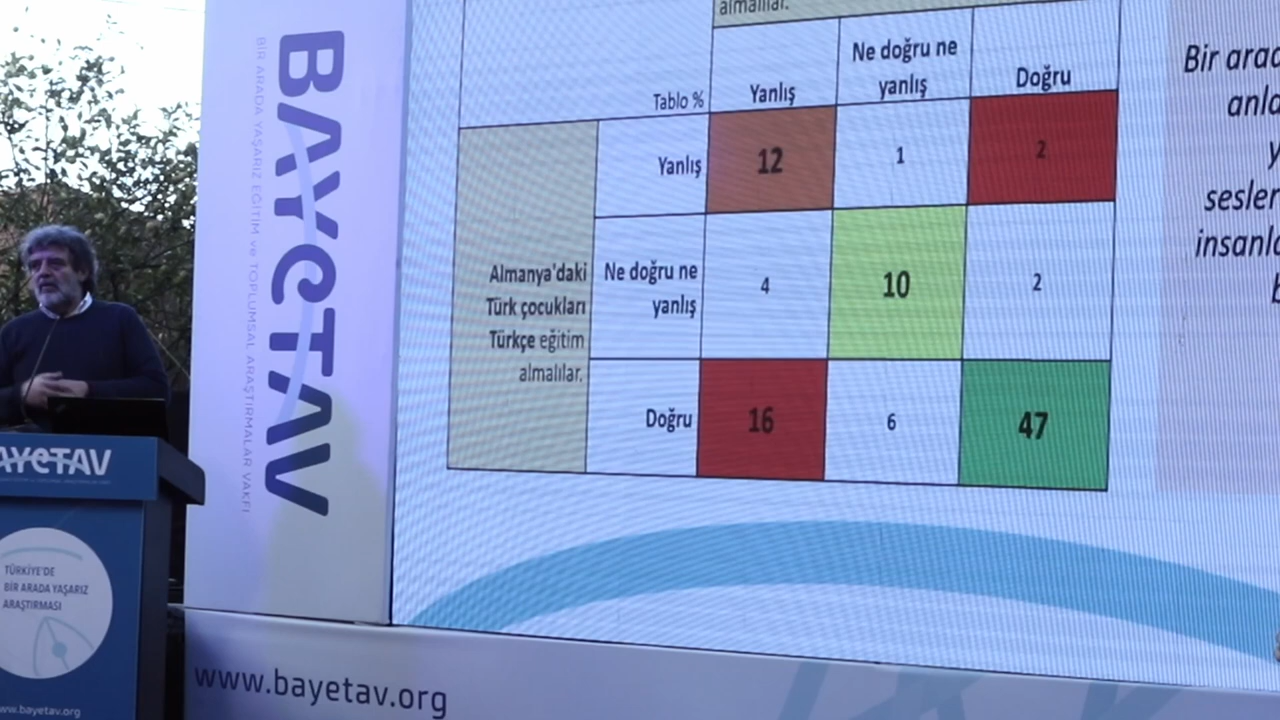 BAYETAV
BİR ARADA YAŞARIZ EĞİTİM ve TOPLUMSAL ARAŞTIRMALAR VAKFI
almalılar.
Tablo %
Yanlış
Ne doğru ne
yanlış
Doğru
Almanya'daki
Türk çocukları
Türkçe eğitim
almalılar.
Yanlış
12
1
2
Ne doğru ne
yanlış
4
10
2
Doğru
16
6
47
Bir arad
anla
y
sesler
insanla
b
AYETAV
TÜRKİYE'DE
BİR ARADA YAŞARIZ
ARAŞTIRMASI
ww.bayetav.org
www.bayetav.org